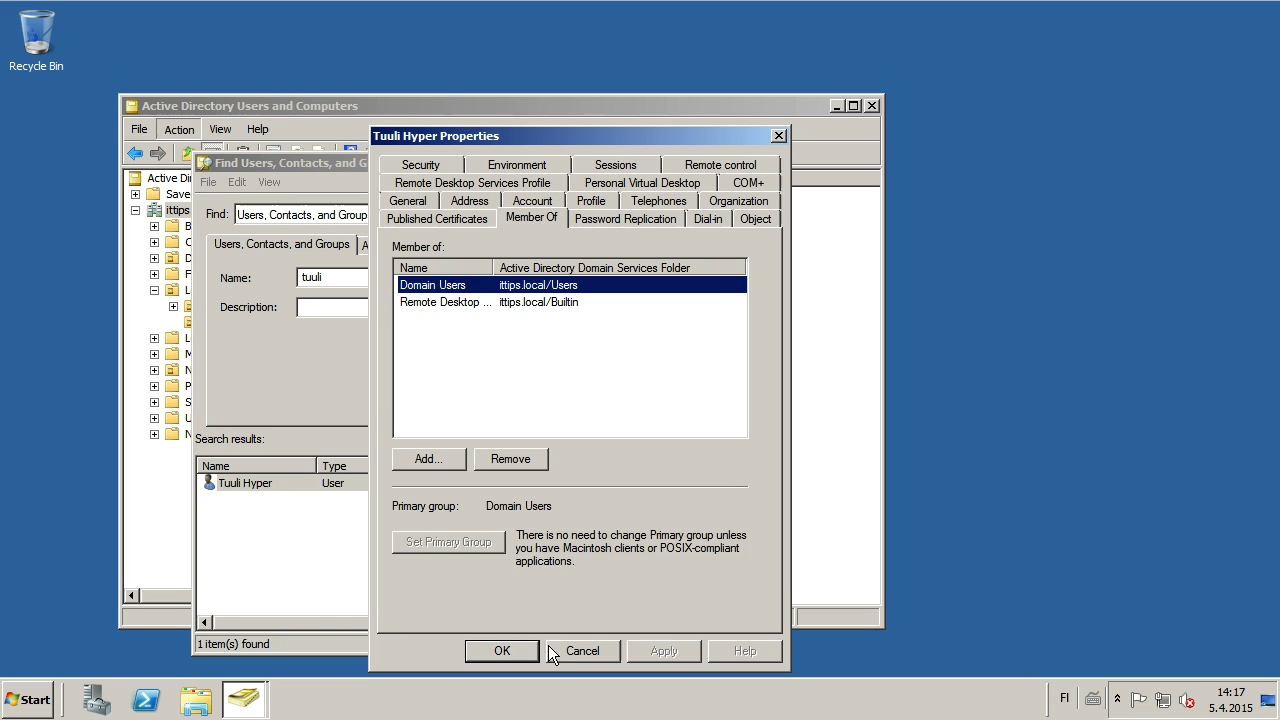 Recycle Bin
Active Directory Users and Computers
File Action View Help
Active Di
Save
ittips
B
C
D
F
L
M
N
P
S
U
N
Find Users, Contacts, and G
File Edit View
Find: Users, Contacts, and Group
Users, Contacts, and Groups A
Name: tuuli
Description:
Search results:
Name Type
Tuuli Hyper User
1 item(s) found
Tuuli Hyper Properties
Security Environment Sessions Remote control
Remote Desktop Services Profile Personal Virtual Desktop COM+
General Address Account Profile Telephones Organization
Published Certificates Member Of Password Replication Dial-in Object
Member of:
Name Active Directory Domain Services Folder
Domain Users ittips.local/Users
Remote Desktop ... ittips.local/Builtin
Add... Remove
Primary group: Domain Users
Set Primary Group
There is no need to change Primary group unless
you have Macintosh clients or POSIX-compliant
applications.
OK Cancel Apply Help
Start
FI
14:17
5.4.2015